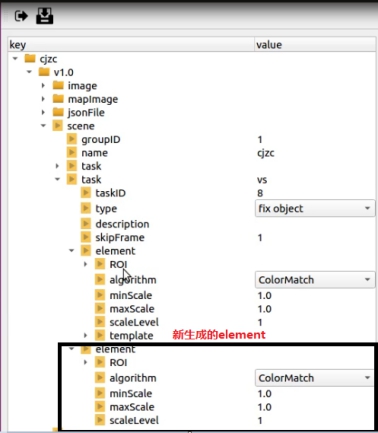 key value
cjzc
v1.0
image
mapImage
jsonFile
scene
groupID 1
name cjzc
task
task vs
taskID 8
type fix object
description
skipFrame 1
element
ROI
algorithm ColorMatch
minScale 1.0
maxScale 1.0
scaleLevel 1
template 新生成的element
element
ROI
algorithm ColorMatch
minScale 1.0
maxScale 1.0
scaleLevel 1